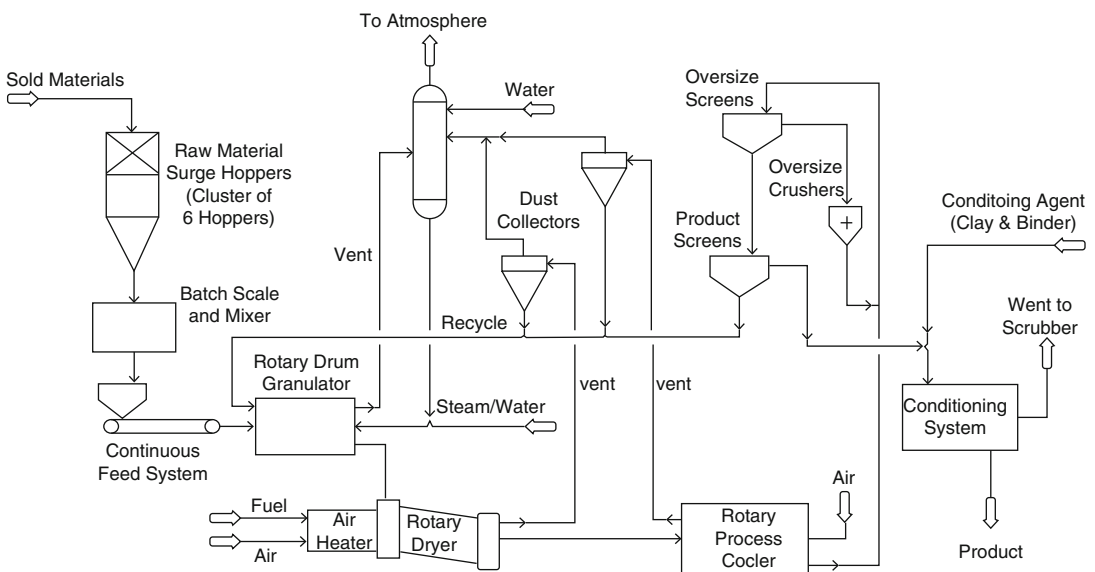 To Atmosphere
Sold Materials
Water
Oversize
Screens
Raw Material
Surge Hoppers
(Cluster of
6 Hoppers)
Oversize
Crushers
+
Dust
Collectors
Product
Screens
Conditoing Agent
(Clay & Binder)
Vent
Batch Scale
and Mixer
Went to
Scrubber
Recycle
Rotary Drum
Granulator
vent
vent
Steam/Water
Conditioning
System
Continuous
Feed System
Air
Fuel
Air
Air
Heater
Rotary
Dryer
Rotary
Process
Cocler
Product